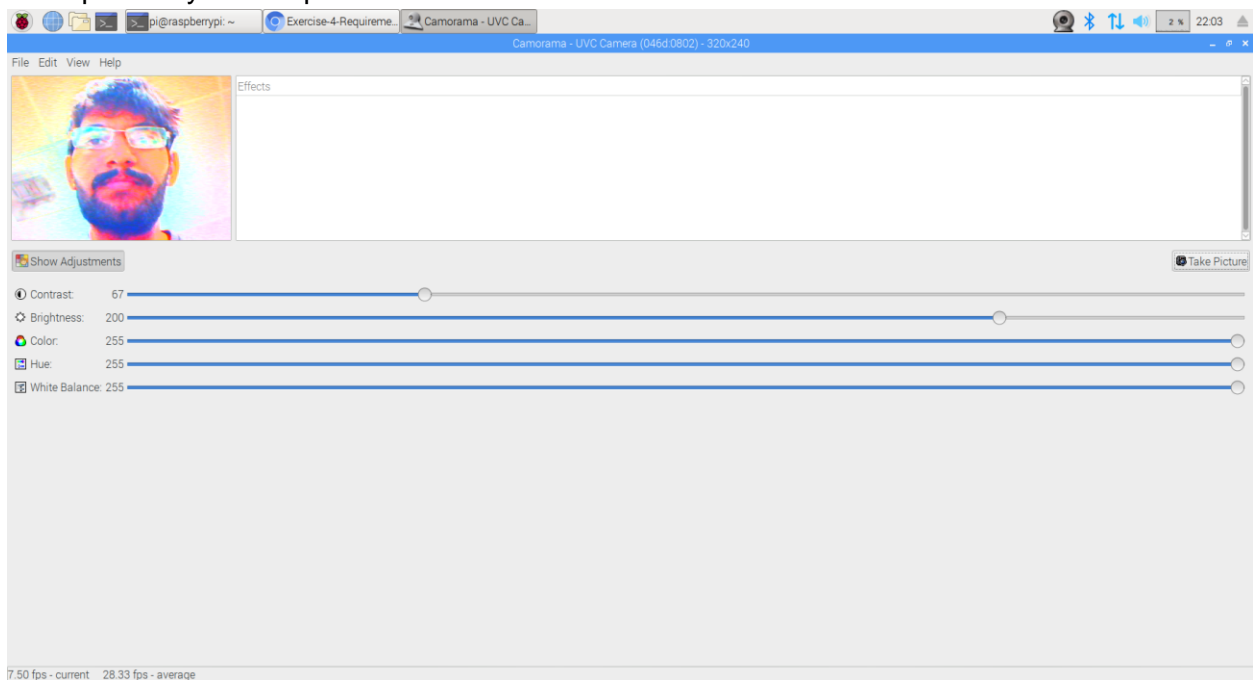 pi@raspberrypi: ~
Exercise-4-Requireme...
Camorama - UVC Ca...
2 %
22:03
Camorama - UVC Camera (046d:0802) - 320x240
File Edit View Help
Effects
Show Adjustments
Take Picture
Contrast: 67
Brightness: 200
Color: 255
Hue: 255
White Balance: 255
7.50 fps - current 28.33 fps - average